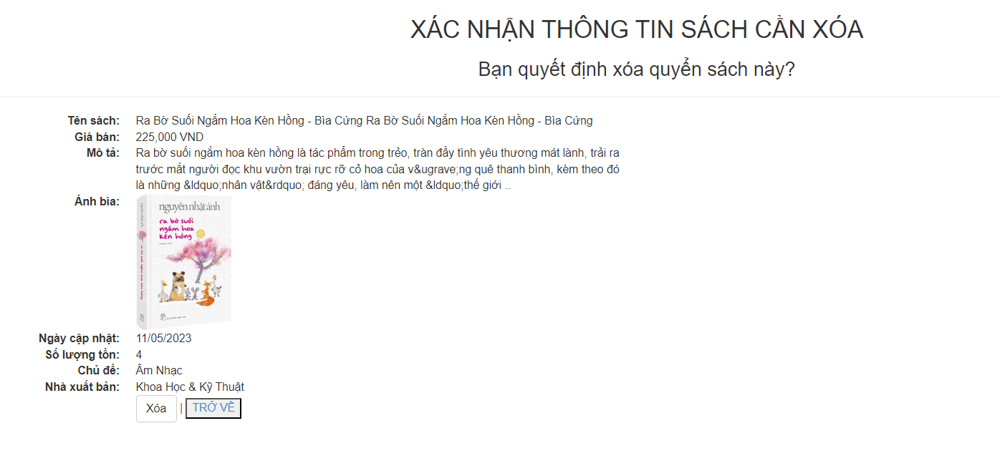 XÁC NHẬN THÔNG TIN SÁCH CẦN XÓA
Bạn quyết định xóa quyển sách này?
Tên sách: Ra Bờ Suối Ngắm Hoa Kèn Hồng - Bìa Cứng Ra Bờ Suối Ngắm Hoa Kèn Hồng - Bìa Cứng
Giá bán: 225,000 VND
Mô tả: Ra bờ suối ngắm hoa kèn hồng là tác phẩm trong trẻo, tràn đầy tình yêu thương mát lành, trải ra
trước mắt người đọc khu vườn trại rực rỡ cỏ hoa của v&ugrave;ng quê thanh bình, kèm theo đó
là những &ldquo;nhân vật&rdquo; đáng yêu, làm nên một &ldquo;thế giới ..
Ảnh bìa:
nguyễn nhật ánh
ra bờ suối
ngắm hoa
kèn hồng
Ngày cập nhật: 11/05/2023
Số lượng tồn: 4
Chủ đề: Âm Nhạc
Nhà xuất bản: Khoa Học & Kỹ Thuật
Xóa | TRỞ VỀ